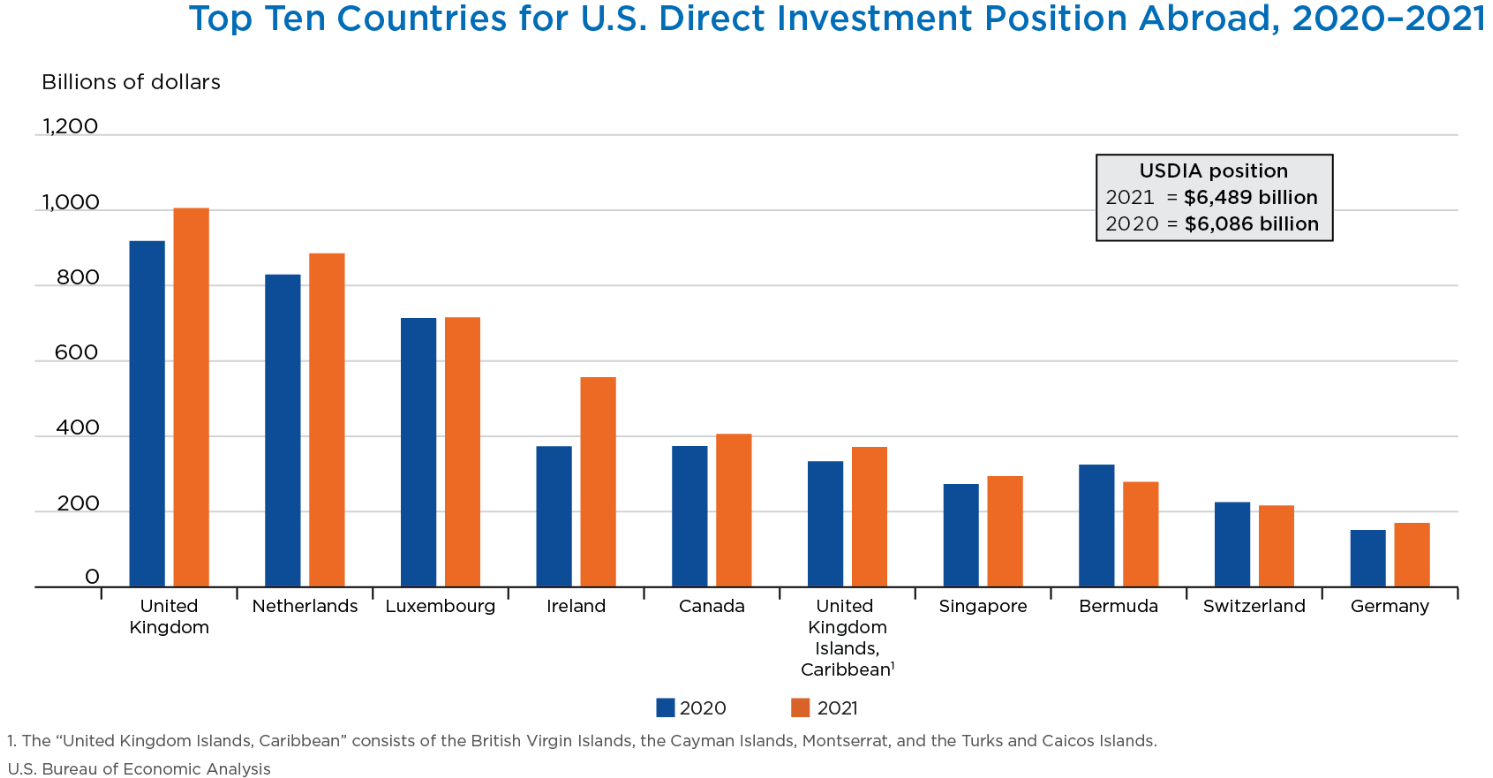 Top Ten Countries for U.S. Direct Investment Position Abroad, 2020–2021
Billions of dollars
1,200
1,000
800
600
400
200
0
USDIA position
2021 = $6,489 billion
2020 = $6,086 billion
United
Kingdom
Netherlands
Luxembourg
Ireland
Canada
United
Kingdom
Islands,
Caribbean¹
Singapore
Bermuda
Switzerland
Germany
2020
2021
1. The “United Kingdom Islands, Caribbean” consists of the British Virgin Islands, the Cayman Islands, Montserrat, and the Turks and Caicos Islands.
U.S. Bureau of Economic Analysis